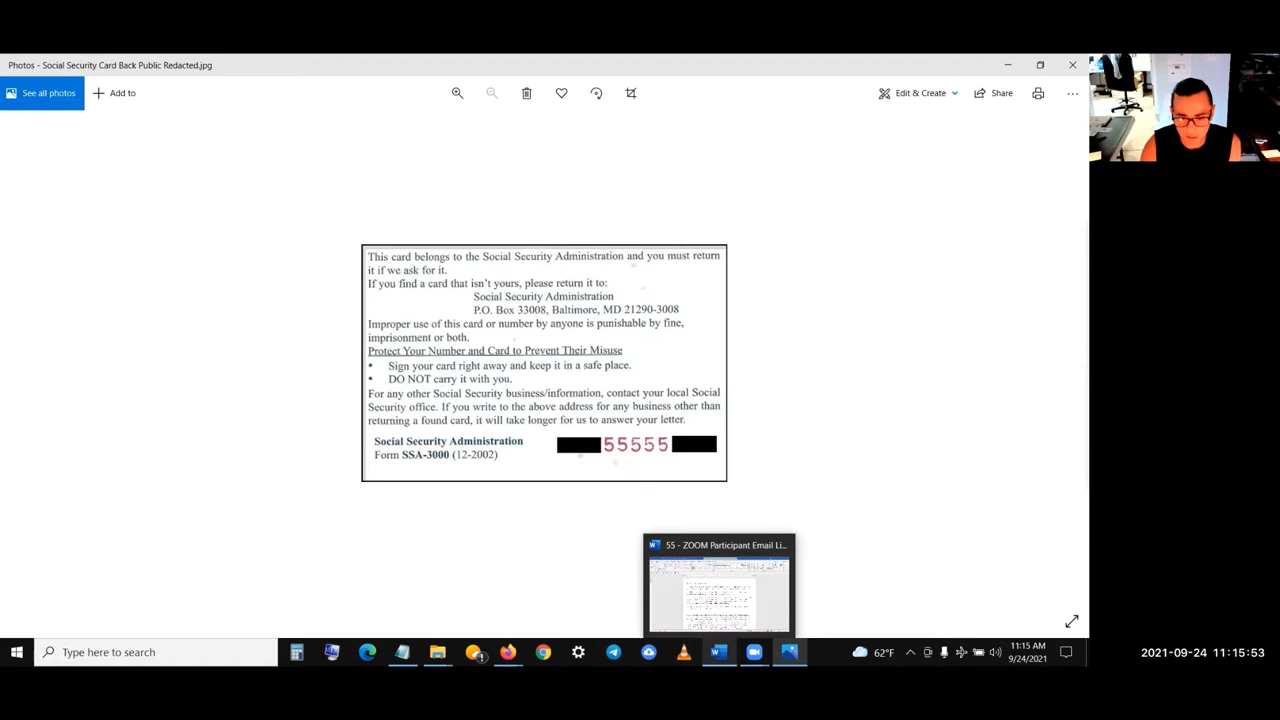 Photos - Social Security Card Back Public Redacted.jpg
See all photos
Add to
Edit & Create
Share
This card belongs to the Social Security Administration and you must return
it if we ask for it.
If you find a card that isn't yours, please return it to:
Social Security Administration
P.O. Box 33008, Baltimore, MD 21290-3008
Improper use of this card or number by anyone is punishable by fine,
imprisonment or both.
Protect Your Number and Card to Prevent Their Misuse
• Sign your card right away and keep it in a safe place.
• DO NOT carry it with you.
For any other Social Security business/information, contact your local Social
Security office. If you write to the above address for any business other than
returning a found card, it will take longer for us to answer your letter.
Social Security Administration
55555
Form SSA-3000 (12-2002)
55 - ZOOM Participant Email Li...
Type here to search
62°F
11:15 AM
9/24/2021
2021-09-24 11:15:53